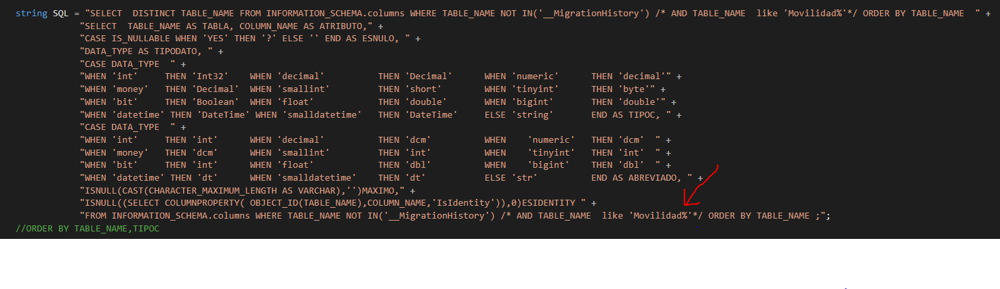 string SQL = "SELECT  DISTINCT TABLE_NAME FROM INFORMATION_SCHEMA.columns WHERE TABLE_NAME NOT IN('__MigrationHistory') /* AND TABLE_NAME  like 'Movilidad%'*/ ORDER BY TABLE_NAME  " +
"SELECT  TABLE_NAME AS TABLA, COLUMN_NAME AS ATRIBUTO," +
"CASE IS_NULLABLE WHEN 'YES' THEN '?' ELSE '' END AS ESNULO, " +
"DATA_TYPE AS TIPODATO, " +
"CASE DATA_TYPE  " +
"WHEN 'int'     THEN 'Int32'    WHEN 'decimal'          THEN 'Decimal'      WHEN 'numeric'      THEN 'decimal'" +
"WHEN 'money'   THEN 'Decimal'  WHEN 'smallint'         THEN 'short'        WHEN 'tinyint'      THEN 'byte'" +
"WHEN 'bit'     THEN 'Boolean'  WHEN 'float'            THEN 'double'       WHEN 'bigint'       THEN 'double'" +
"WHEN 'datetime' THEN 'DateTime' WHEN 'smalldatetime'   THEN 'DateTime'     ELSE 'string'       END AS TIPOC, " +
"CASE DATA_TYPE  " +
"WHEN 'int'     THEN 'int'      WHEN 'decimal'          THEN 'dcm'          WHEN    'numeric'   THEN 'dcm'  " +
"WHEN 'money'   THEN 'dcm'      WHEN 'smallint'         THEN 'int'          WHEN    'tinyint'   THEN 'int'  " +
"WHEN 'bit'     THEN 'int'      WHEN 'float'            THEN 'dbl'          WHEN    'bigint'    THEN 'dbl'  " +
"WHEN 'datetime' THEN 'dt'      WHEN 'smalldatetime'    THEN 'dt'           ELSE 'str'          END AS ABREVIADO, " +
"ISNULL(CAST(CHARACTER_MAXIMUM_LENGTH AS VARCHAR),'')MAXIMO," +
"ISNULL((SELECT COLUMNPROPERTY( OBJECT_ID(TABLE_NAME),COLUMN_NAME,'IsIdentity')),0)ESIDENTITY " +
"FROM INFORMATION_SCHEMA.columns WHERE TABLE_NAME NOT IN('__MigrationHistory') /* AND TABLE_NAME  like 'Movilidad%'*/ ORDER BY TABLE_NAME ;";
//ORDER BY TABLE_NAME,TIPOC